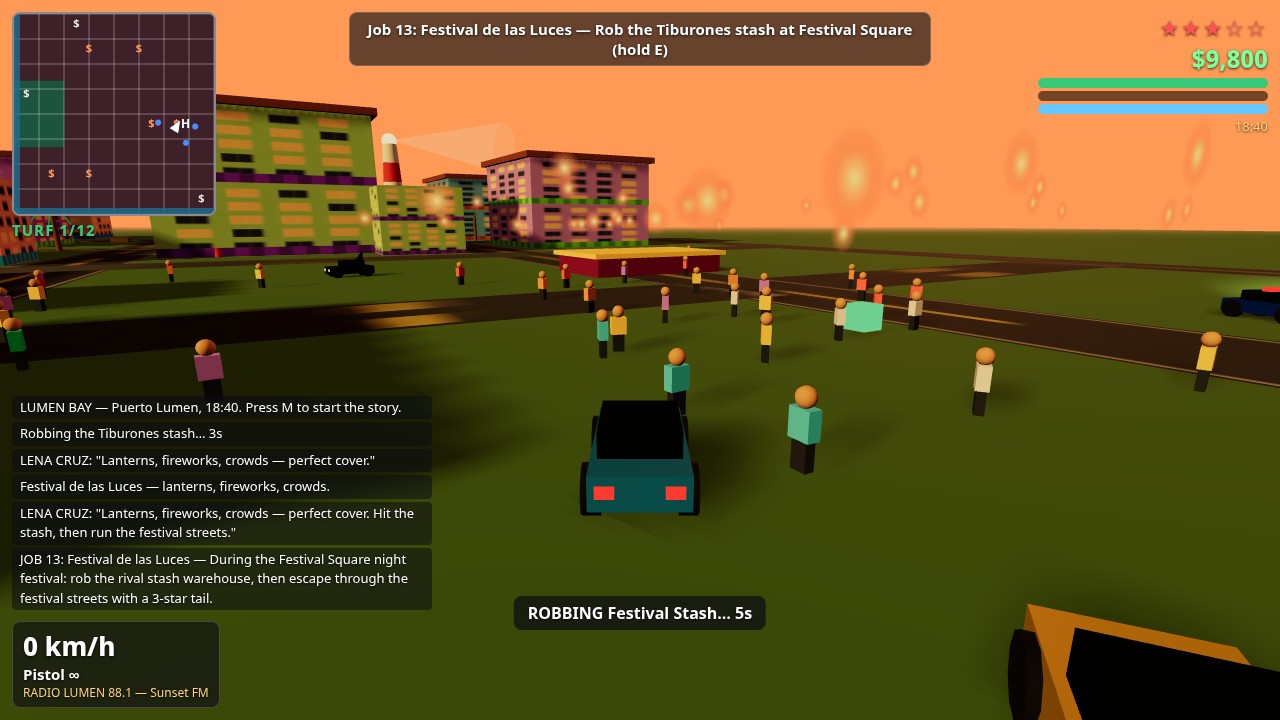 $
$
$
$
$
H
$
$
$
TURF 1/12
Job 13: Festival de las Luces — Rob the Tiburones stash at Festival Square
(hold E)
★★★☆☆
$9,800
18:40
LUMEN BAY — Puerto Lumen, 18:40. Press M to start the story.
Robbing the Tiburones stash... 3s
LENA CRUZ: "Lanterns, fireworks, crowds — perfect cover."
Festival de las Luces — lanterns, fireworks, crowds.
LENA CRUZ: "Lanterns, fireworks, crowds — perfect cover. Hit the
stash, then run the festival streets."
JOB 13: Festival de las Luces — During the Festival Square night
festival: rob the rival stash warehouse, then escape through the
festival streets with a 3-star tail.
ROBBING Festival Stash... 5s
0 km/h
Pistol ∞
RADIO LUMEN 88.1 — Sunset FM